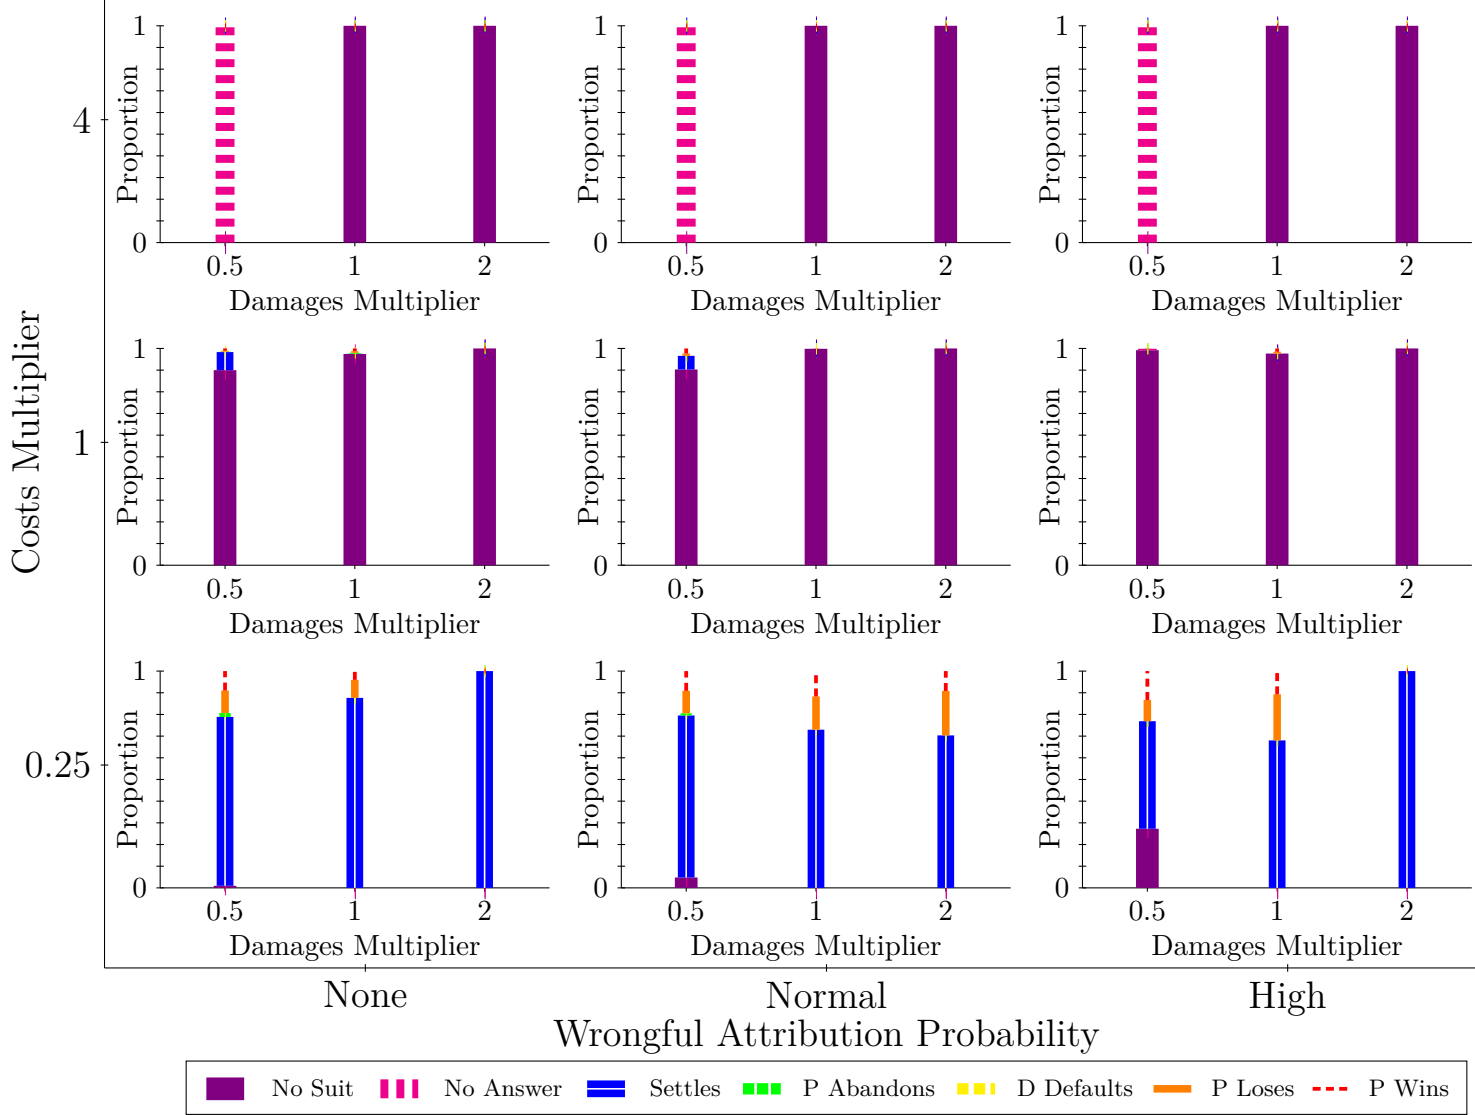 Costs Multiplier
4
1
0.25
Proportion
1
0
0.5 1 2
Damages Multiplier
Proportion
1
0
0.5 1 2
Damages Multiplier
Proportion
1
0
0.5 1 2
Damages Multiplier
Proportion
1
0
0.5 1 2
Damages Multiplier
Proportion
1
0
0.5 1 2
Damages Multiplier
Proportion
1
0
0.5 1 2
Damages Multiplier
Proportion
1
0
0.5 1 2
Damages Multiplier
Proportion
1
0
0.5 1 2
Damages Multiplier
Proportion
1
0
0.5 1 2
Damages Multiplier
None Normal High
Wrongful Attribution Probability
No Suit No Answer Settles P Abandons D Defaults P Loses P Wins